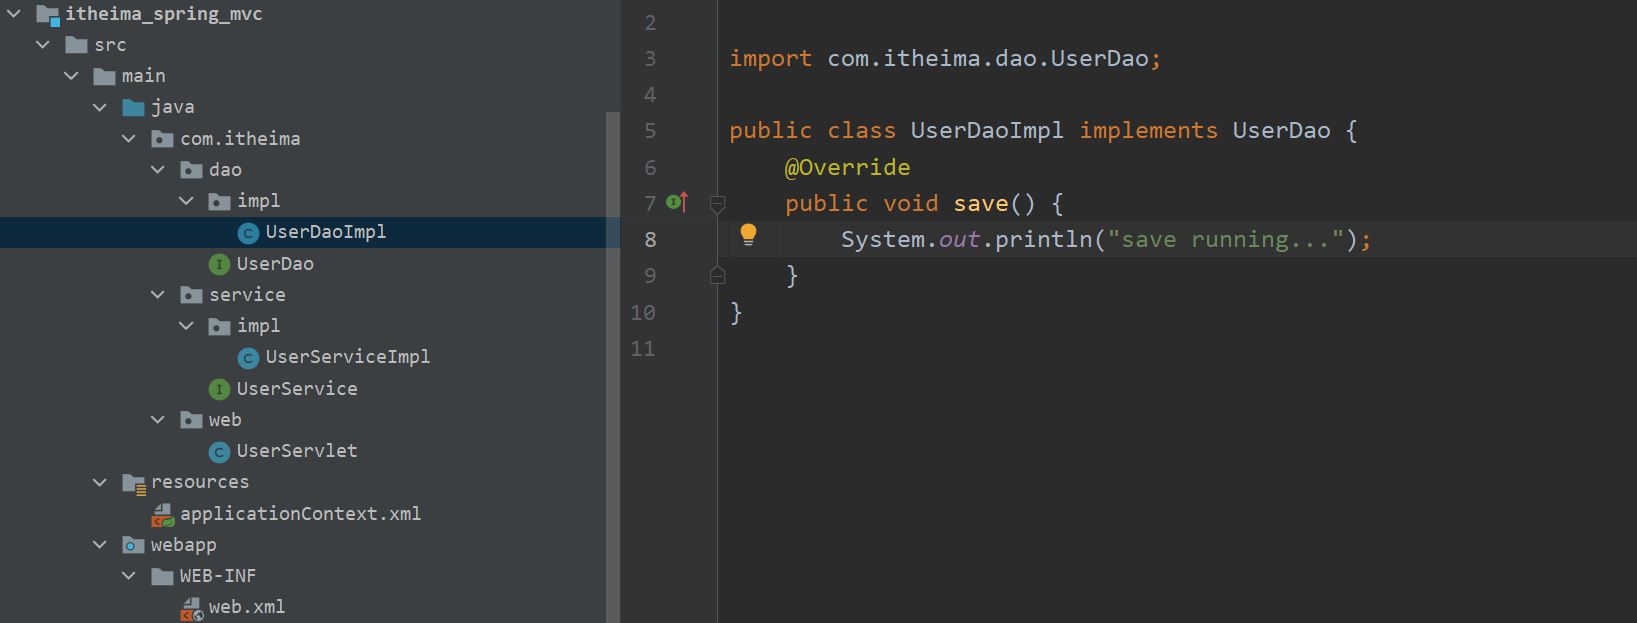 itheima_spring_mvc
src
main
java
com.itheima
dao
impl
UserDaoImpl
UserDao
service
impl
UserServiceImpl
UserService
web
UserServlet
resources
applicationContext.xml
webapp
WEB-INF
web.xml
2
3 import com.itheima.dao.UserDao;
4
5 public class UserDaoImpl implements UserDao {
6 @Override
7 public void save() {
8 System.out.println("save running...");
9 }
10 }
11